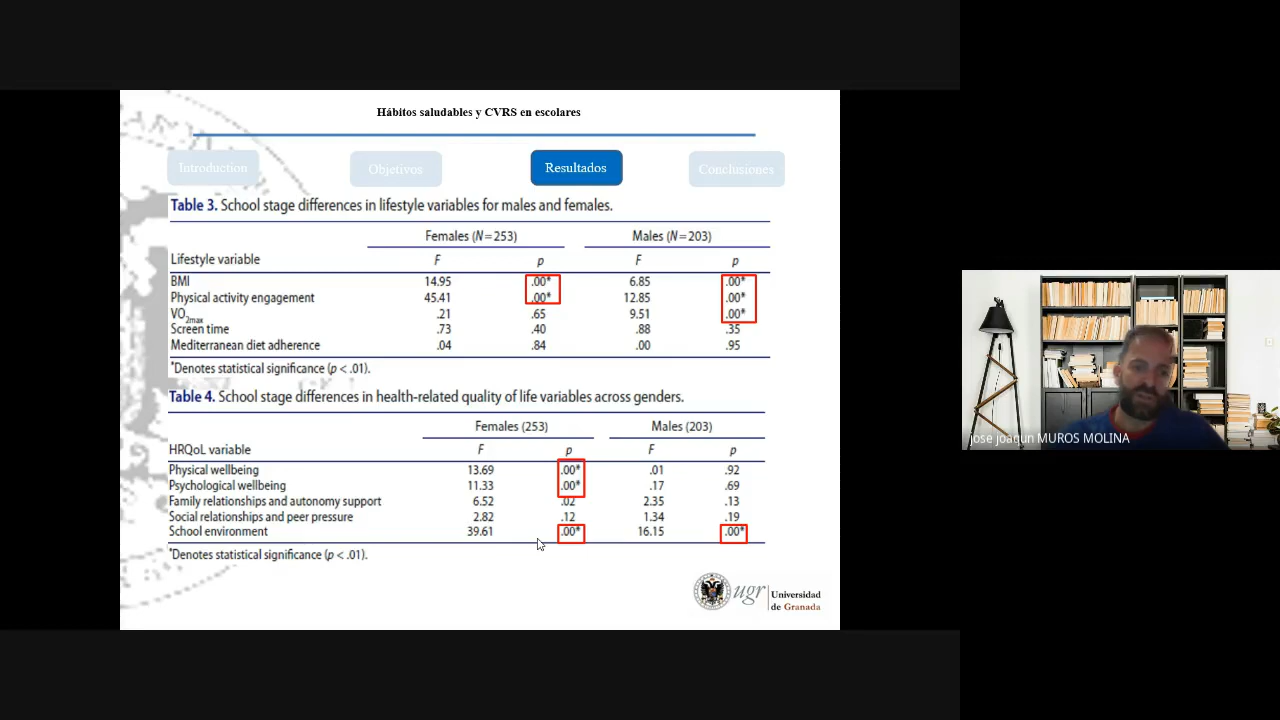 Hábitos saludables y CVRS en escolares
Introduction Objetivos Resultados Conclusiones
Table 3. School stage differences in lifestyle variables for males and females.
Females (N=253) Males (N=203)
Lifestyle variable F p F p
BMI 14.95 .00* 6.85 .00*
Physical activity engagement 45.41 .00* 12.85 .00*
VO2max .21 .65 9.51 .00*
Screen time .73 .40 .88 .35
Mediterranean diet adherence .04 .84 .00 .95
*Denotes statistical significance (p < .01).
Table 4. School stage differences in health-related quality of life variables across genders.
Females (253) Males (203)
HRQoL variable F p F p
Physical wellbeing 13.69 .00* .01 .92
Psychological wellbeing 11.33 .00* .17 .69
Family relationships and autonomy support 6.52 .02 2.35 .13
Social relationships and peer pressure 2.82 .12 1.34 .19
School environment 39.61 .00* 16.15 .00*
*Denotes statistical significance (p < .01).
ugr Universidad
de Granada
jose joaqun MUROS MOLINA